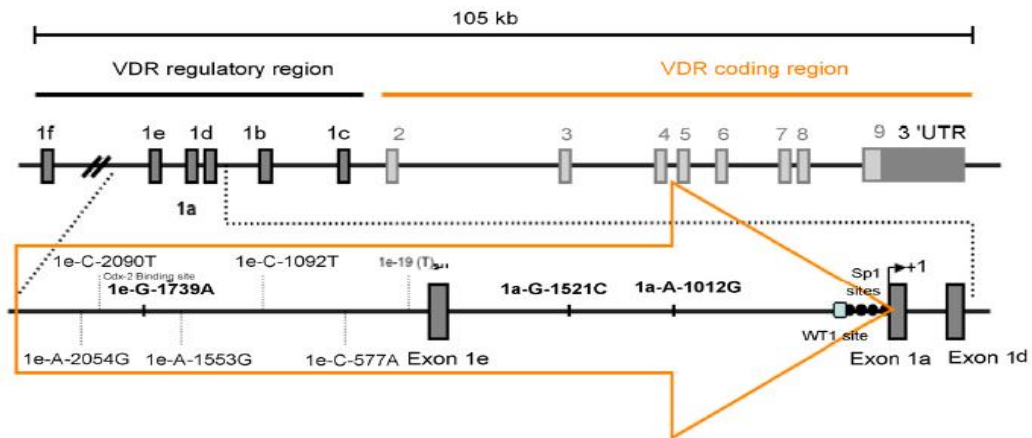 105 kb
VDR regulatory region VDR coding region
1f 1e 1d 1b 1c 2 3 4 5 6 7 8 9 3 'UTR
1a
1e-C-2090T 1e-C-1092T 1e-19 (T)
Cdx-2 Binding site
1e-G-1739A 1a-G-1521C 1a-A-1012G
Sp1 +1
sites
WT1 site
1e-A-2054G 1e-A-1553G 1e-C-577A Exon 1e Exon 1a Exon 1d